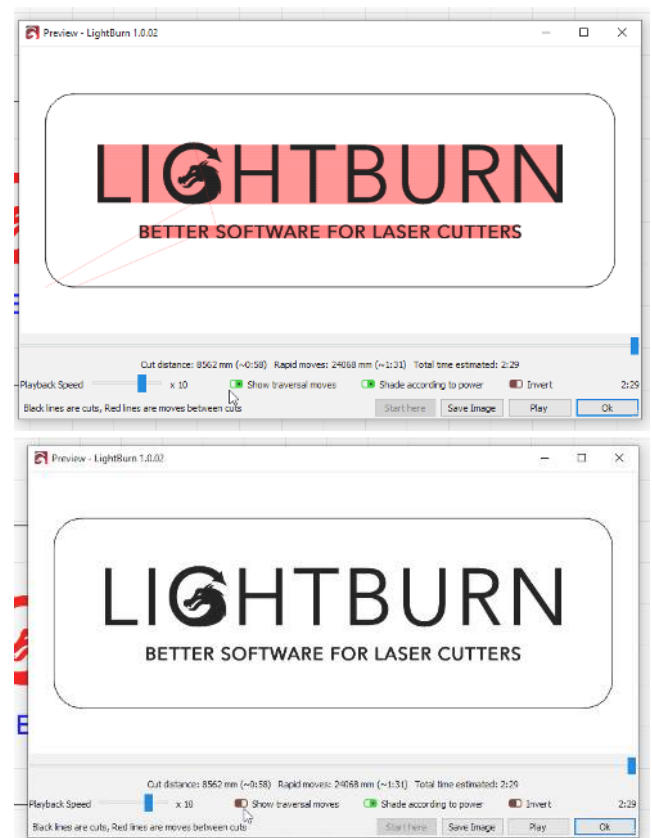 Preview - LightBurn 1.0.02
LIGHTBURN
BETTER SOFTWARE FOR LASER CUTTERS
Cut distance: 8562 mm (~0:58) Rapid moves: 24068 mm (~1:31) Total time estimated: 2:29
Playback Speed x 10 Show traversal moves Shade according to power Invert 2:29
Black lines are cuts, Red lines are moves between cuts Start here Save Image Play Ok
Preview - LightBurn 1.0.02
LIGHTBURN
BETTER SOFTWARE FOR LASER CUTTERS
Cut distance: 8562 mm (~0:58) Rapid moves: 24068 mm (~1:31) Total time estimated: 2:29
Playback Speed x 10 Show traversal moves Shade according to power Invert 2:29
Black lines are cuts, Red lines are moves between cuts Start here Save Image Play Ok